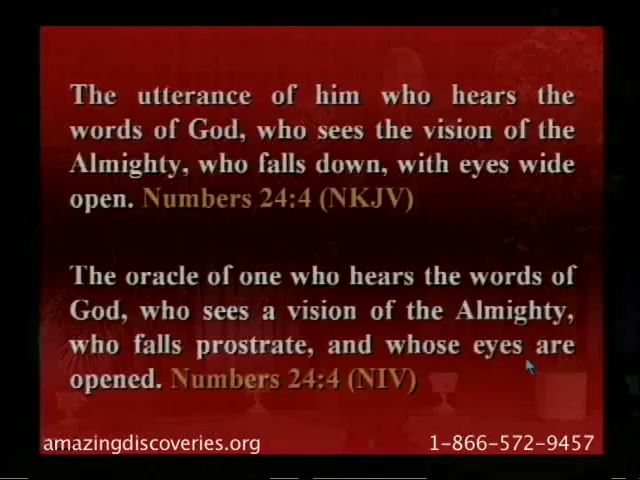 The utterance of him who hears the
words of God, who sees the vision of the
Almighty, who falls down, with eyes wide
open. Numbers 24:4 (NKJV)
The oracle of one who hears the words of
God, who sees a vision of the Almighty,
who falls prostrate, and whose eyes are
opened. Numbers 24:4 (NIV)
amazingdiscoveries.org 1-866-572-9457